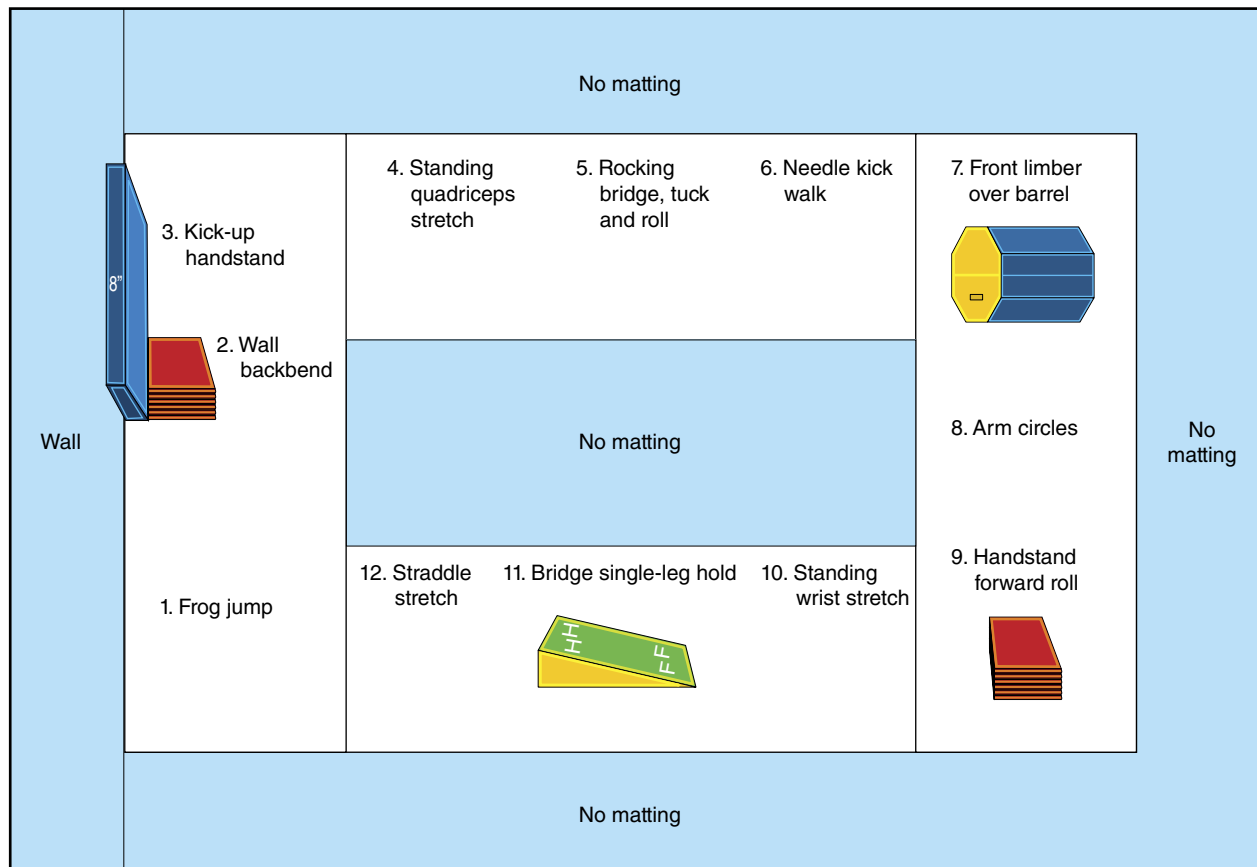 No matting
4. Standing
quadriceps
stretch
5. Rocking
bridge, tuck
and roll
6. Needle kick
walk
7. Front limber
over barrel
3. Kick-up
handstand
8”
2. Wall
backbend
Wall
No matting
8. Arm circles
No
matting
12. Straddle
stretch
11. Bridge single-leg hold
10. Standing
wrist stretch
9. Handstand
forward roll
1. Frog jump
HH
FF
No matting